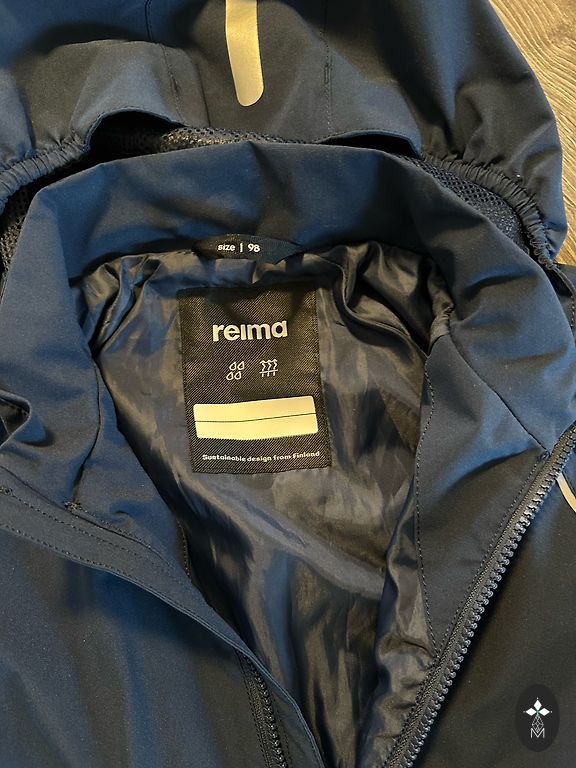 size | 98
reima
Sustainable design from Finland
M